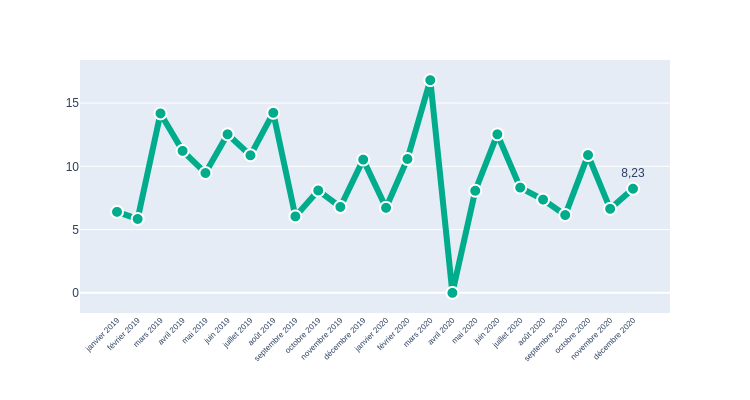 15
10
5
0
8,23
janvier 2019
février 2019
mars 2019
avril 2019
mai 2019
juin 2019
juillet 2019
août 2019
septembre 2019
octobre 2019
novembre 2019
décembre 2019
janvier 2020
février 2020
mars 2020
avril 2020
mai 2020
juin 2020
juillet 2020
août 2020
septembre 2020
octobre 2020
novembre 2020
décembre 2020